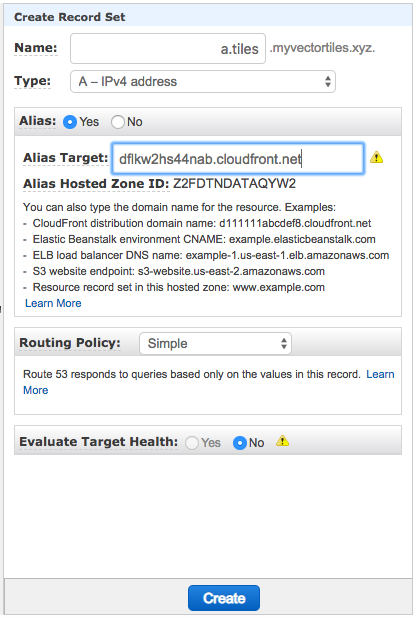 Create Record Set
Name: a.tiles .myvectortiles.xyz.
Type: A – IPv4 address
Alias: Yes No
Alias Target: dflkw2hs44nab.cloudfront.net
Alias Hosted Zone ID: Z2FDTNDATAQYW2
You can also type the domain name for the resource. Examples:
- CloudFront distribution domain name: d111111abcdef8.cloudfront.net
- Elastic Beanstalk environment CNAME: example.elasticbeanstalk.com
- ELB load balancer DNS name: example-1.us-east-1.elb.amazonaws.com
- S3 website endpoint: s3-website.us-east-2.amazonaws.com
- Resource record set in this hosted zone: www.example.com
Learn More
Routing Policy: Simple
Route 53 responds to queries based only on the values in this record. Learn
More
Evaluate Target Health: Yes No
Create